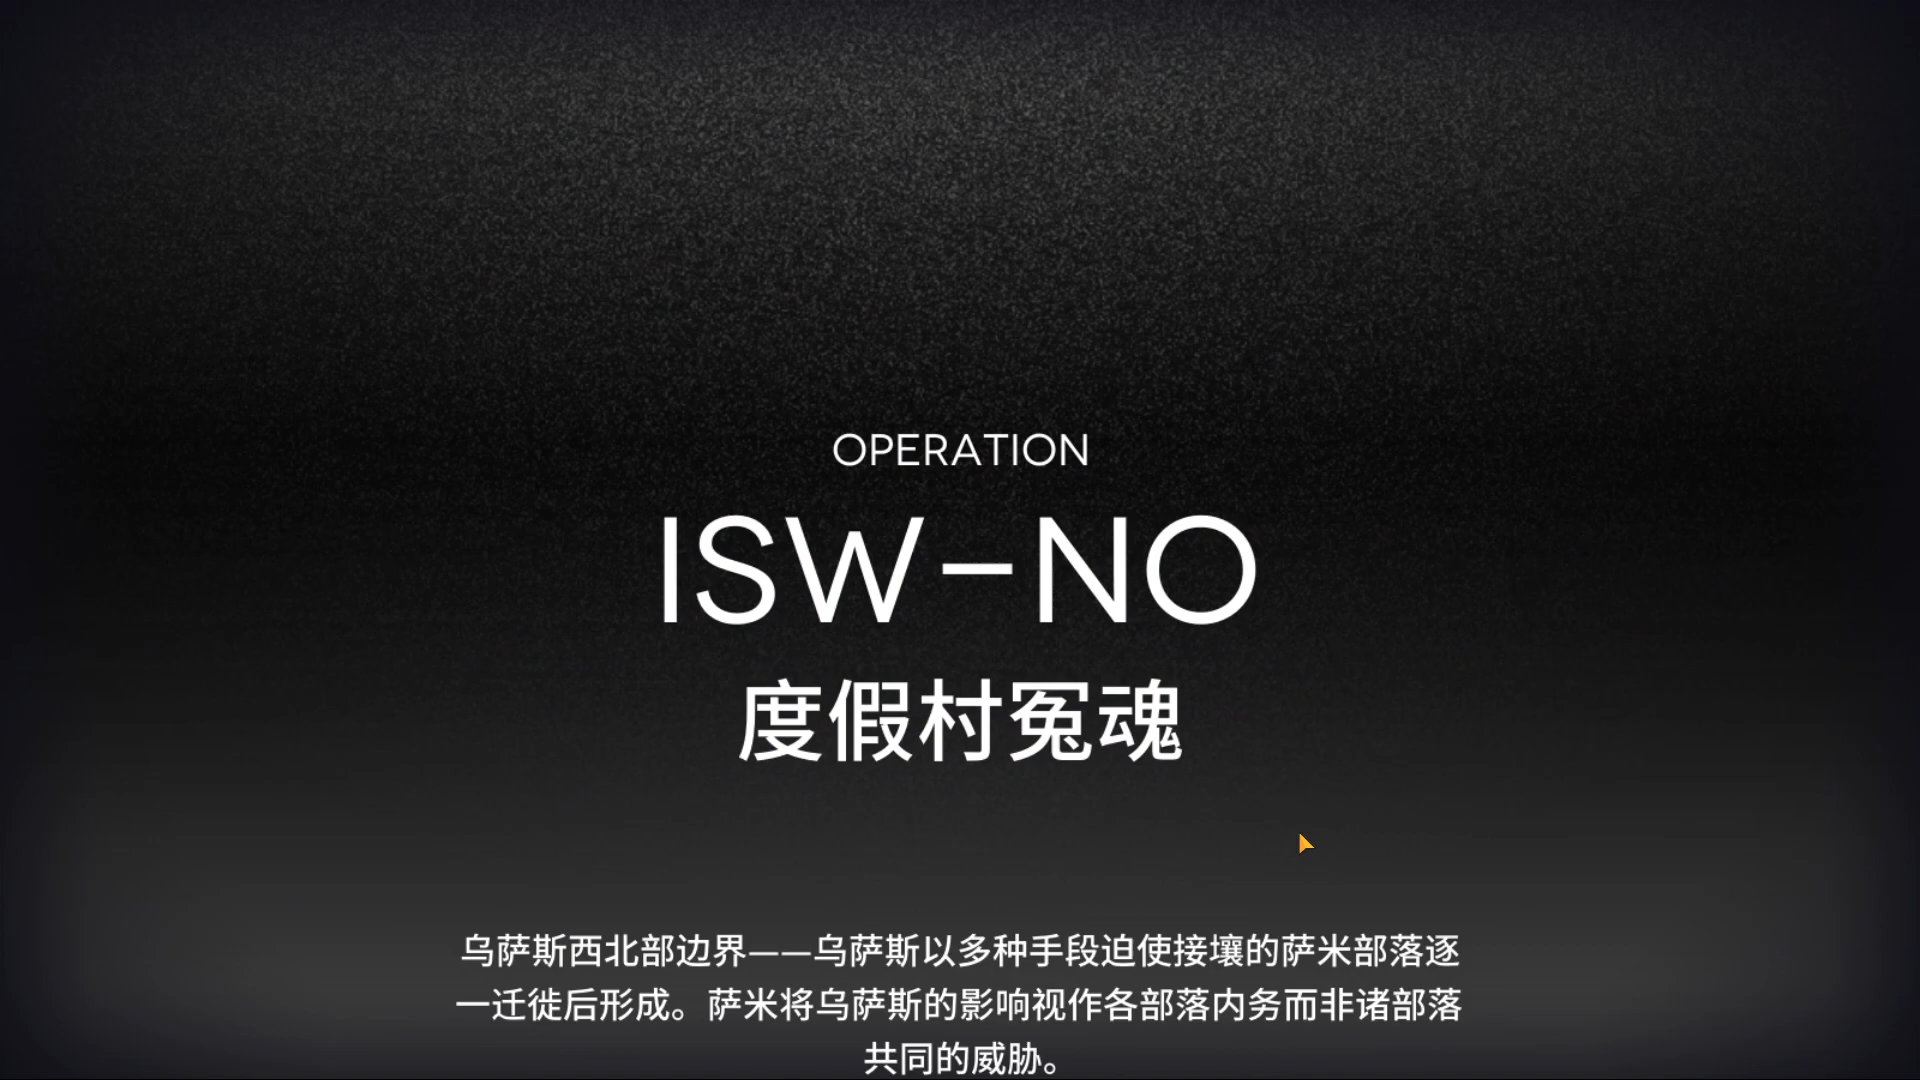 OPERATION
ISW-NO
度假村冤魂
乌萨斯西北部边界——乌萨斯以多种手段迫使接壤的萨米部落逐
一迁徙后形成。萨米将乌萨斯的影响视作各部落内务而非诸部落
共同的威胁。